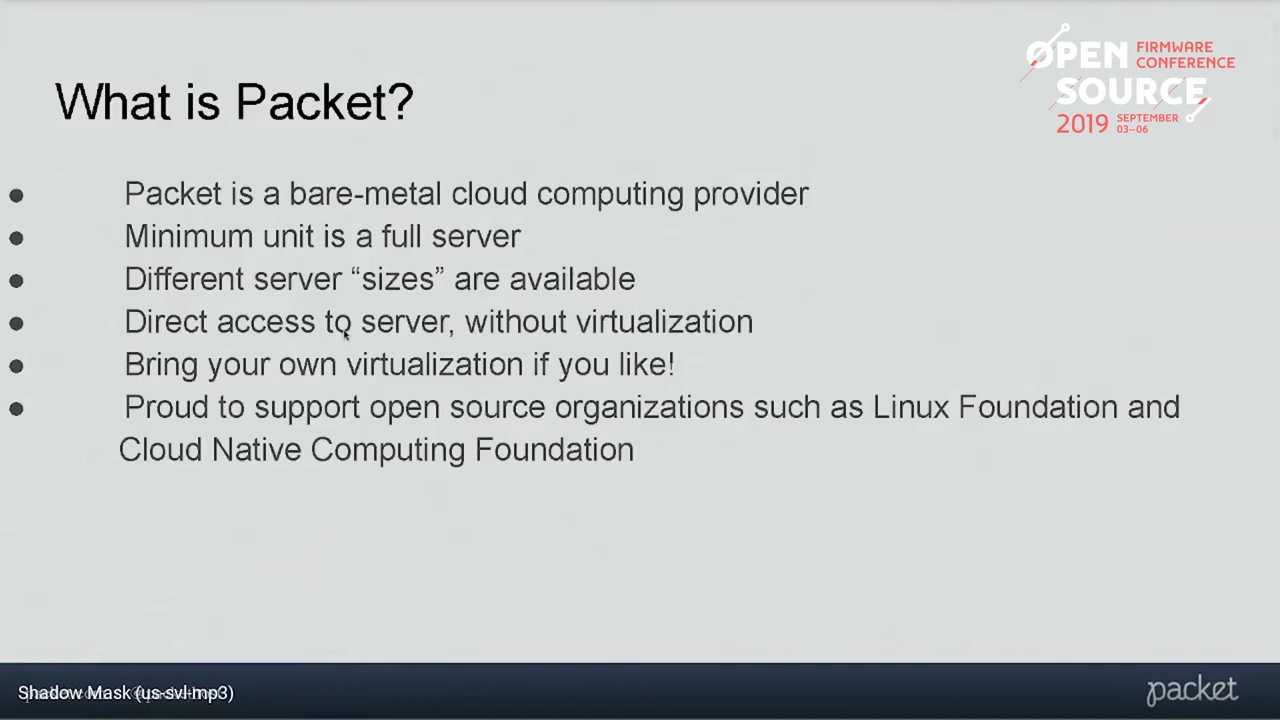 OPEN SOURCE
FIRMWARE
CONFERENCE
2019
SEPTEMBER
03–06
What is Packet?
● Packet is a bare-metal cloud computing provider
● Minimum unit is a full server
● Different server “sizes” are available
● Direct access to server, without virtualization
● Bring your own virtualization if you like!
● Proud to support open source organizations such as Linux Foundation and
Cloud Native Computing Foundation
Shadow Mask (us-svl-mp3)
packet